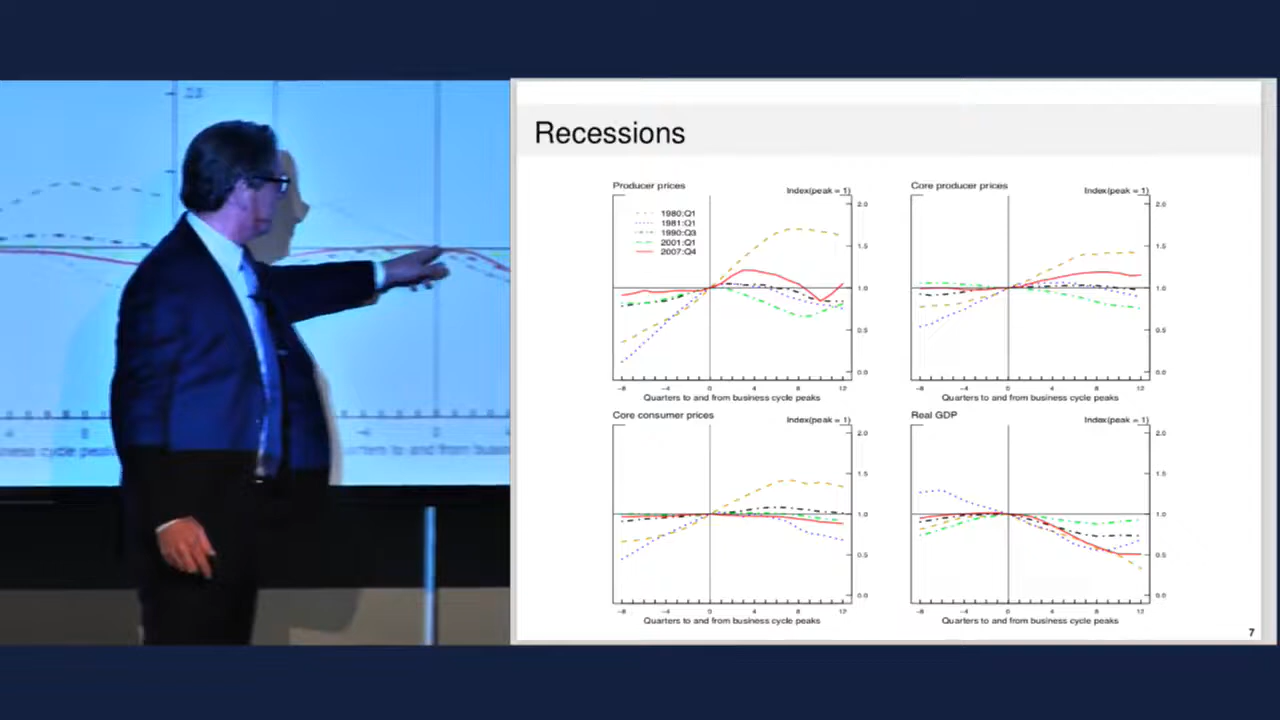 Recessions
Producer prices
Index(peak = 1)
1980:Q1
1981:Q1
1990:Q3
2001:Q1
2007:Q4
2.0
1.5
1.0
0.5
0.0
−8 −4 0 4 8 12
Quarters to and from business cycle peaks
Core producer prices
Index(peak = 1)
2.0
1.5
1.0
0.5
0.0
−8 −4 0 4 8 12
Quarters to and from business cycle peaks
Core consumer prices
Index(peak = 1)
2.0
1.5
1.0
0.5
0.0
−8 −4 0 4 8 12
Quarters to and from business cycle peaks
Real GDP
Index(peak = 1)
2.0
1.5
1.0
0.5
0.0
−8 −4 0 4 8 12
Quarters to and from business cycle peaks
7
cycle peaks
to and from